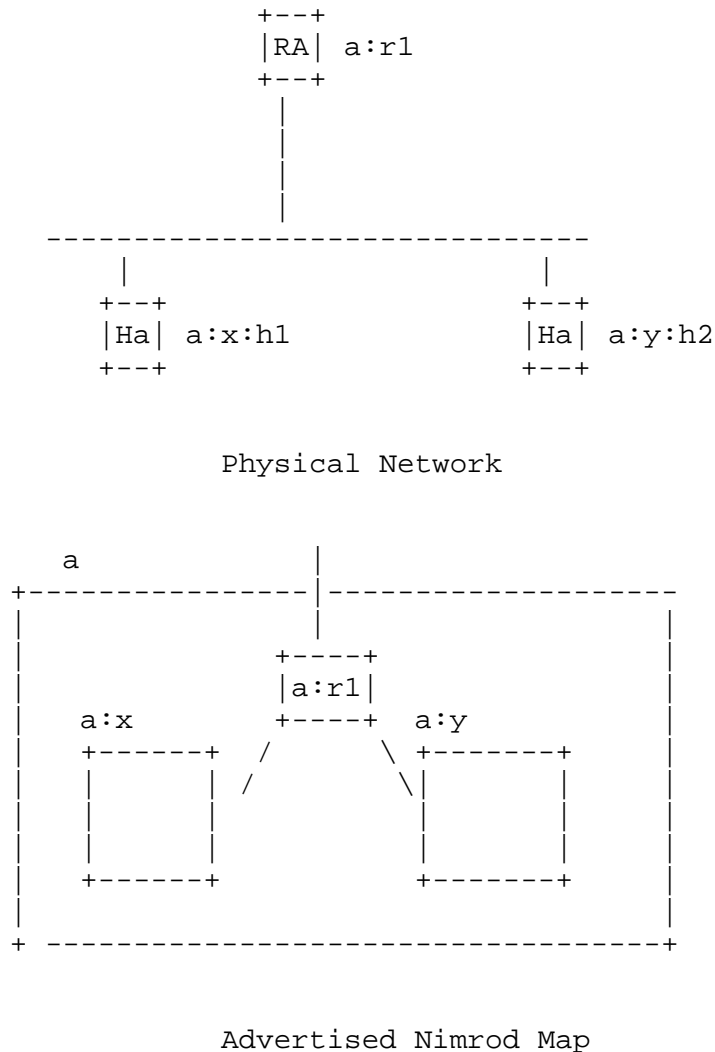 RA a:r1
Ha a:x:h1 Ha a:y:h2
Physical Network
a
a:r1
a:x a:y
Advertised Nimrod Map